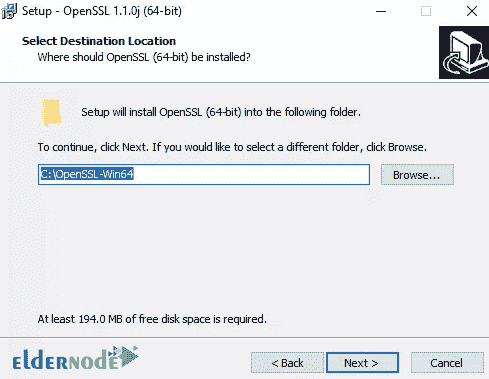 Setup - OpenSSL 1.1.0j (64-bit)
Select Destination Location
Where should OpenSSL (64-bit) be installed?
Setup will install OpenSSL (64-bit) into the following folder.
To continue, click Next. If you would like to select a different folder, click Browse.
C:\OpenSSL-Win64
Browse...
At least 194.0 MB of free disk space is required.
eldernode
< Back
Next >
Cancel